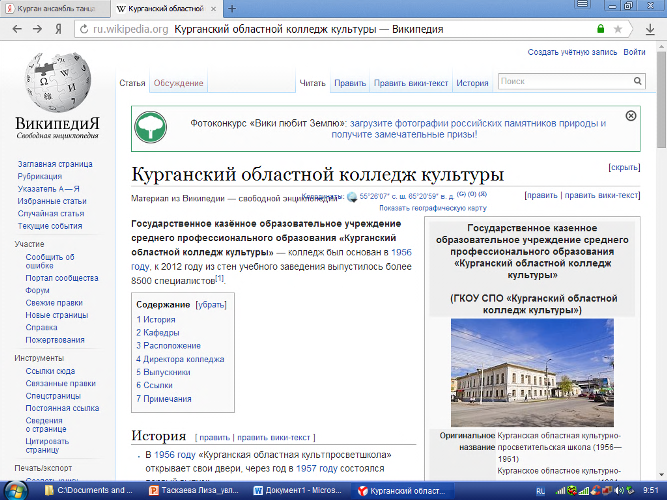 Курган ансамбль танца
Курганский областной
ru.wikipedia.org Курганский областной колледж культуры — Википедия
Создать учётную запись Войти
Статья Обсуждение Читать Править Править вики-текст История Поиск
ВикипедиЯ
Свободная энциклопедия
Фотоконкурс «Вики любит Землю»: загрузите фотографии российских памятников природы и
получите замечательные призы!
[скрыть]
Заглавная страница
Рубрикация
Указатель А — Я
Избранные статьи
Случайная статья
Текущие события
Участие
Сообщить об
ошибке
Портал сообщества
Форум
Свежие правки
Новые страницы
Справка
Пожертвования
Инструменты
Ссылки сюда
Связанные правки
Спецстраницы
Постоянная ссылка
Сведения
о странице
Цитировать
страницу
Печать/экспорт
Курганский областной колледж культуры
Материал из Википедии — свободной энциклопедии
55°26′07″ с. ш. 65°20′59″ в. д. (G) (O) (Я)
Показать географическую карту
[править | править вики-текст]
Государственное казённое образовательное учреждение
среднего профессионального образования «Курганский
областной колледж культуры» — колледж был основан в 1956
году, к 2012 году из стен учебного заведения выпустилось более
8500 специалистов[1].
Содержание [убрать]
1 История
2 Кафедры
3 Расположение
4 Директора колледжа
5 Выпускники
6 Ссылки
7 Примечания
История [ править | править вики-текст ]
В 1956 году «Курганская областная культпросветшкола»
открывает свои двери, через год в 1957 году состоялся
Государственное казенное
образовательное учреждение среднего
профессионального образования
«Курганский областной колледж
культуры»
(ГКОУ СПО «Курганский областной
колледж культуры»)
Оригинальное название
Курганская областная культурно-
просветительская школа (1956—
1961)
Курганское областное культурно-
C:\Documents and ...
Таскаева Лиза_увл...
Документ1 - Micros...
Курганский област...
RU
9:51